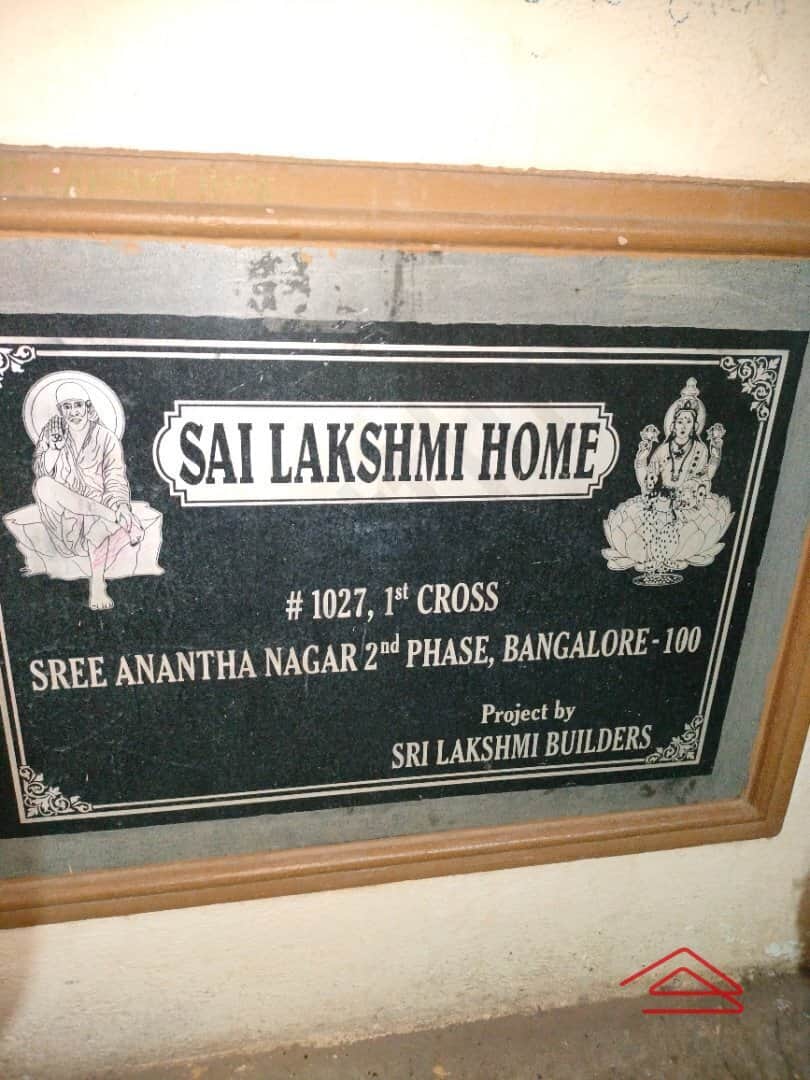 SAI LAKSHMI HOME
# 1027, 1st CROSS
SREE ANANTHA NAGAR 2nd PHASE, BANGALORE - 100
Project by
SRI LAKSHMI BUILDERS